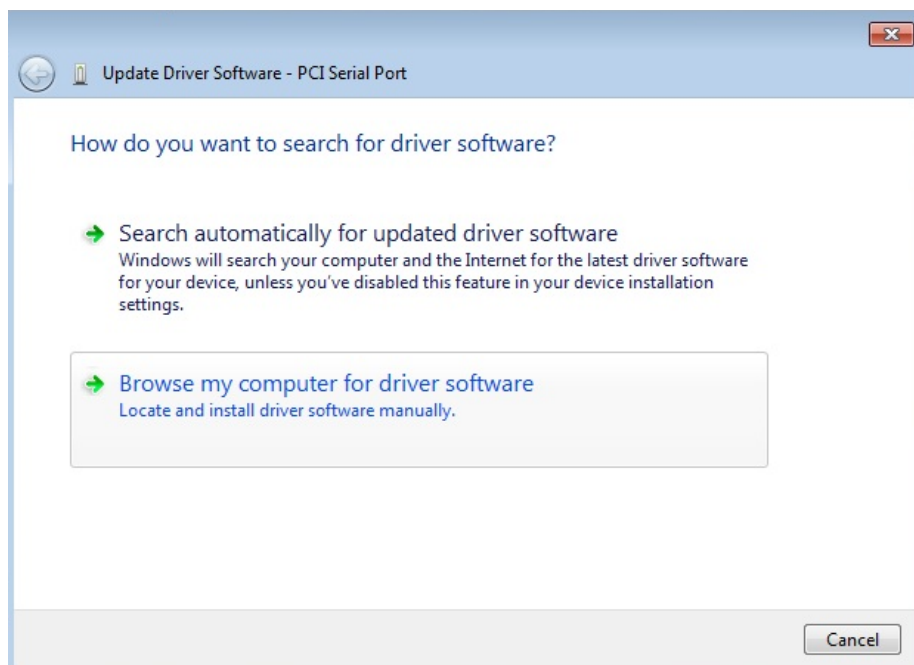 Update Driver Software - PCI Serial Port
How do you want to search for driver software?
Search automatically for updated driver software
Windows will search your computer and the Internet for the latest driver software
for your device, unless you've disabled this feature in your device installation
settings.
Browse my computer for driver software
Locate and install driver software manually.
Cancel